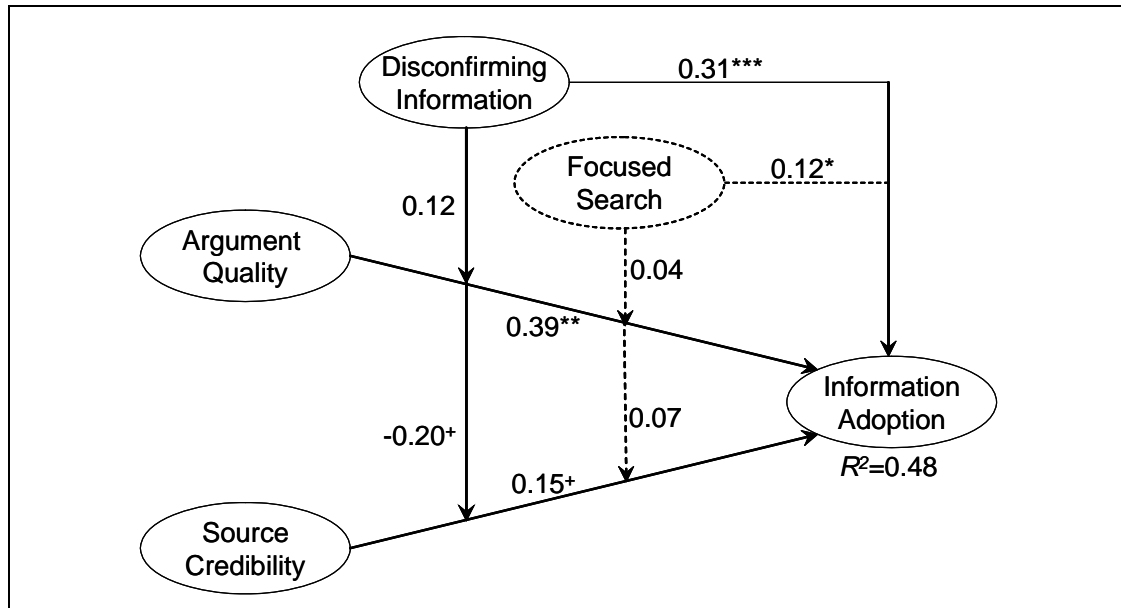 Disconfirming
Information
0.31***
Focused
Search
0.12*
0.12
Argument
Quality
0.04
0.39**
Information
Adoption
0.07
-0.20⁺
R²=0.48
0.15⁺
Source
Credibility